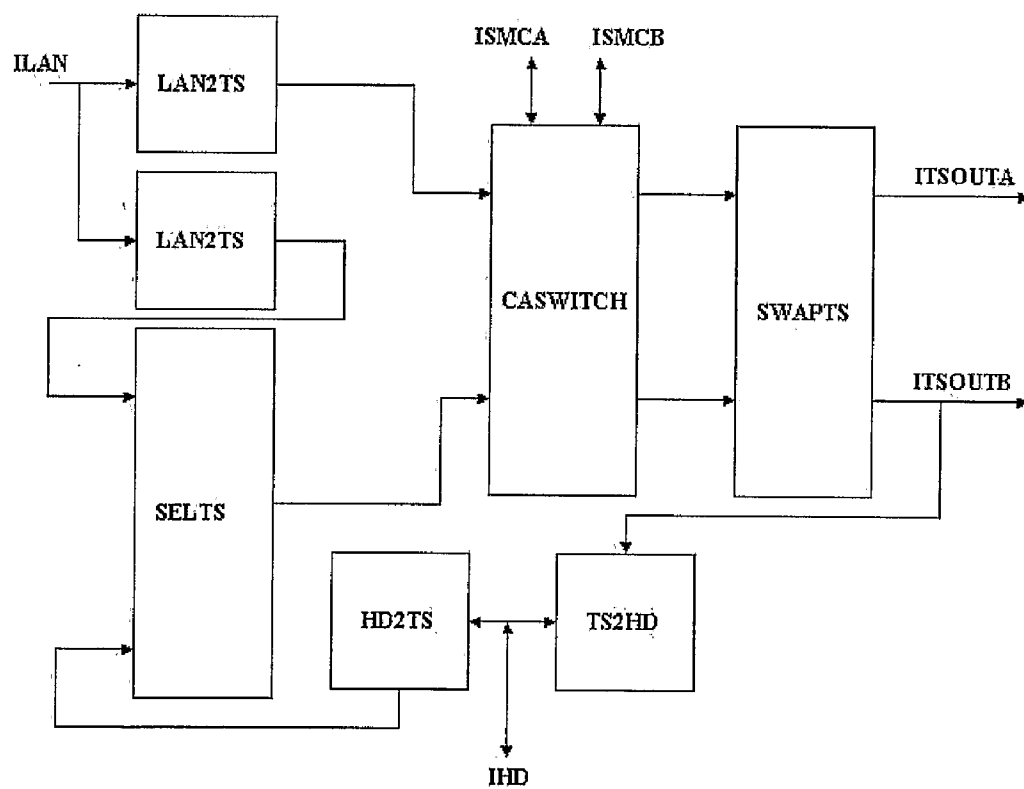 ISMCA
ISMCB
ILAN
LAN2TS
LAN2TS
ITSOUTA
CASWITCH
SWAPTS
ITSOUTB
SELTS
HD2TS
TS2HD
IHD